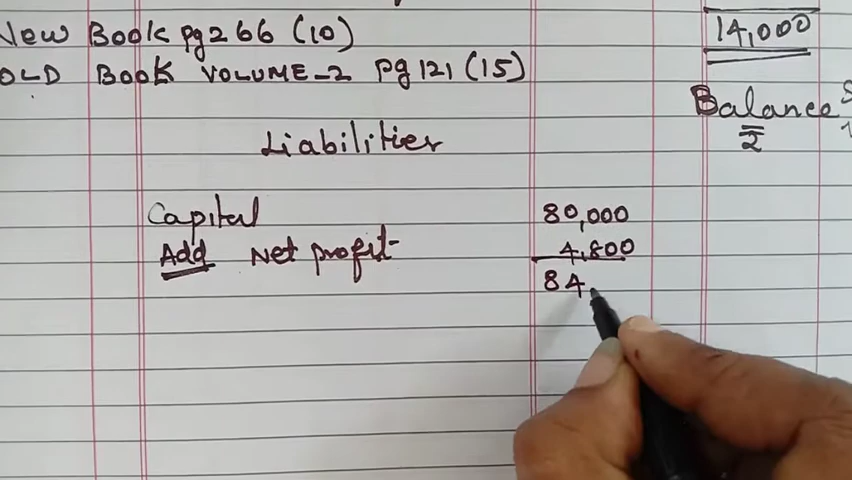 New Book pg 266 (10)
14,000
OLD BOOK VOLUME-2 pg 121 (15)
Balance
2
Liabilities
Capital 80,000
Add Net profit 4,800
84